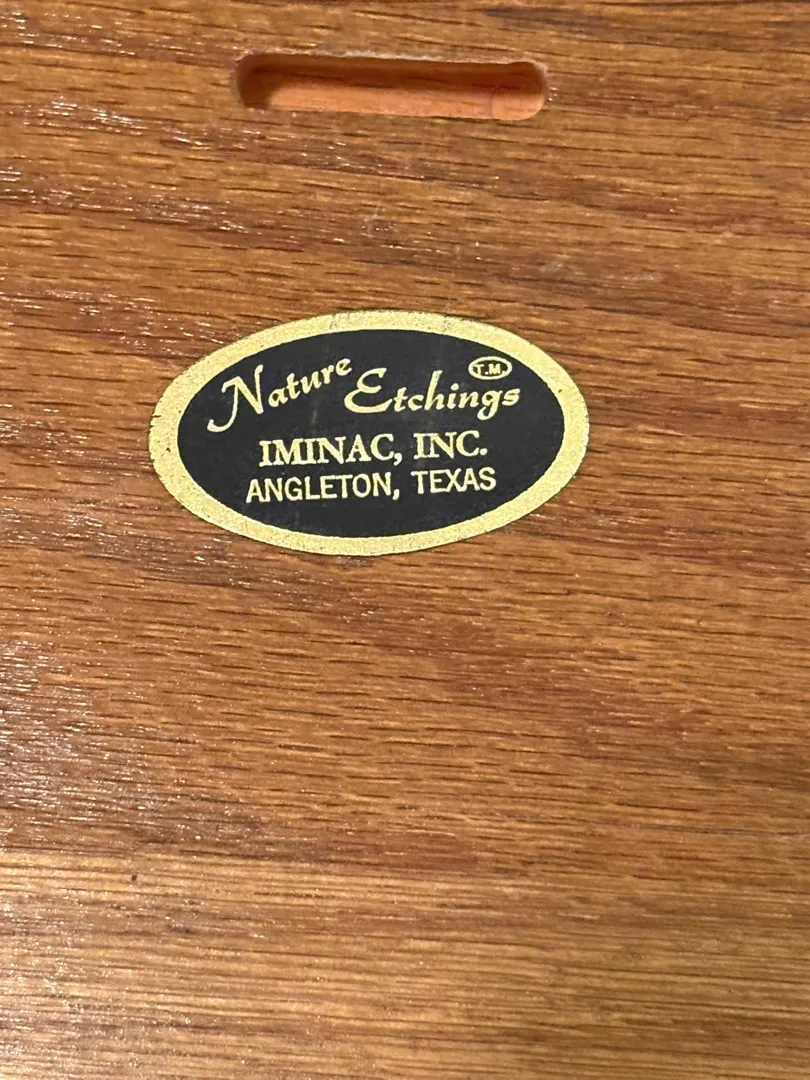 Nature Etchings T.M.
IMINAC, INC.
ANGLETON, TEXAS